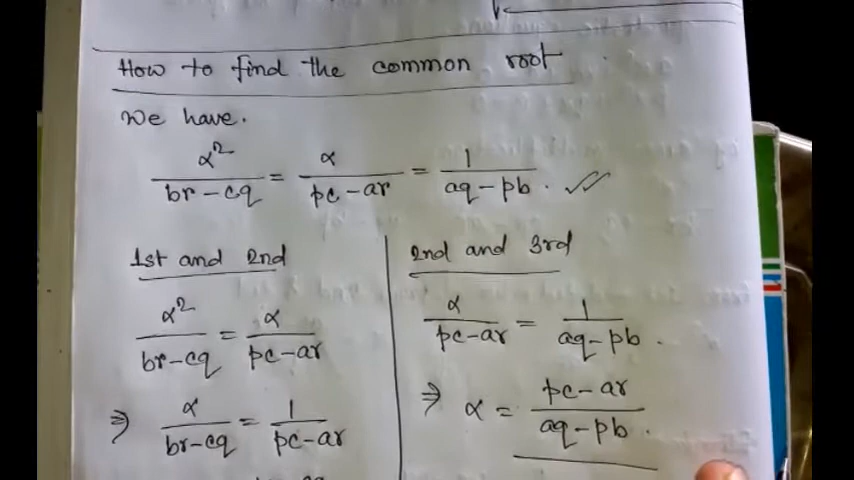 How to find the common root
We have.
α²/(br-cq) = α/(pc-ar) = 1/(aq-pb).
1st and 2nd
α²/(br-cq) = α/(pc-ar)
⇒ α/(br-cq) = 1/(pc-ar)
2nd and 3rd
α/(pc-ar) = 1/(aq-pb).
⇒ α = (pc-ar)/(aq-pb).